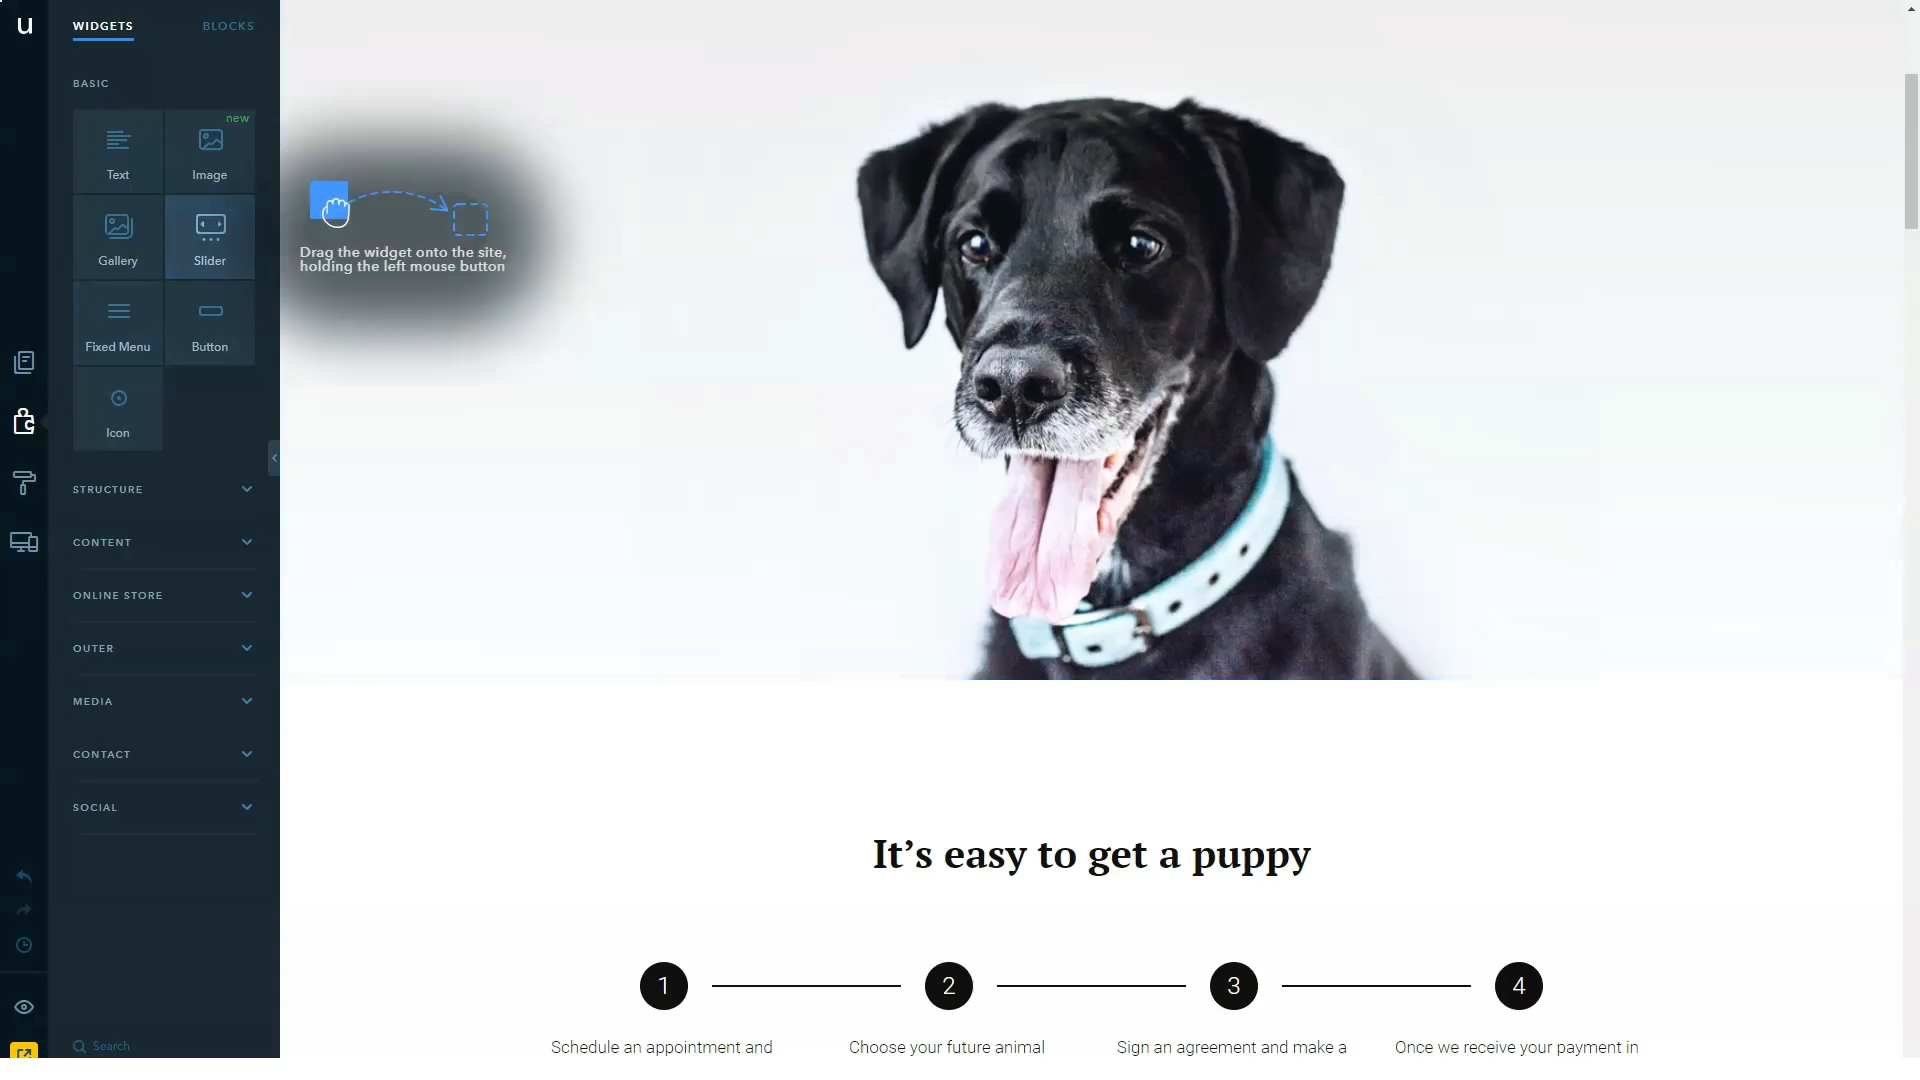 u
WIDGETS
BLOCKS
BASIC
new
Text
Image
Gallery
Slider
Fixed Menu
Button
Icon
Drag the widget onto the site,
holding the left mouse button
STRUCTURE
CONTENT
ONLINE STORE
OUTER
MEDIA
CONTACT
SOCIAL
Search
It’s easy to get a puppy
1
2
3
4
Schedule an appointment and
Choose your future animal
Sign an agreement and make a
Once we receive your payment in